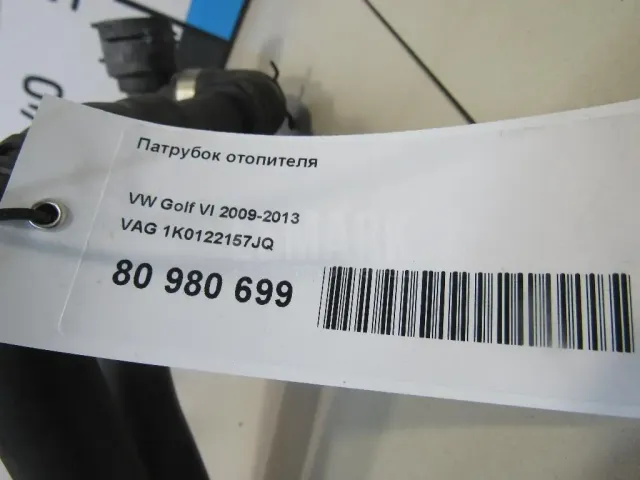 Патрубок отопителя
VW Golf VI 2009-2013
VAG 1K0122157JQ
80 980 699